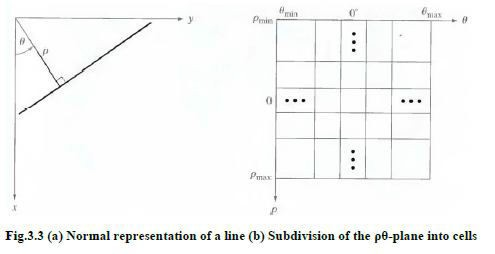 y
θ
ρ
x
θmin
0°
θmax
θ
ρmin
0
ρmax
ρ
Fig.3.3 (a) Normal representation of a line (b) Subdivision of the ρθ-plane into cells